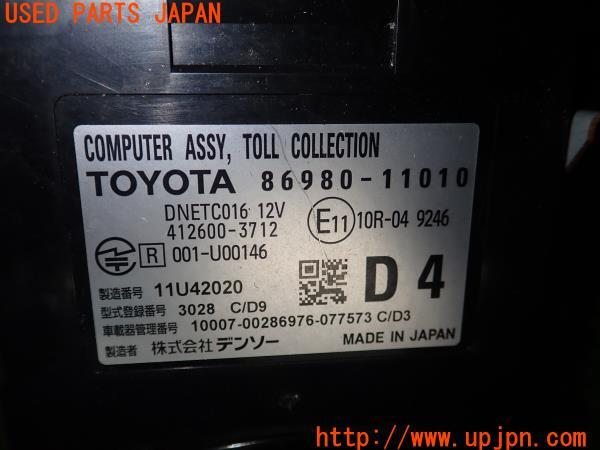 USED PARTS JAPAN
COMPUTER ASSY, TOLL COLLECTION
TOYOTA 86980-11010
DNETC016 12V
412600-3712
E11 10R-04 9246
R 001-U00146
製造番号 11U42020
D4
型式登録番号 3028 C/D9
車載器管理番号 10007-00286976-077573 C/D3
製造者 株式会社デンソー MADE IN JAPAN
http://www.upjpn.com/